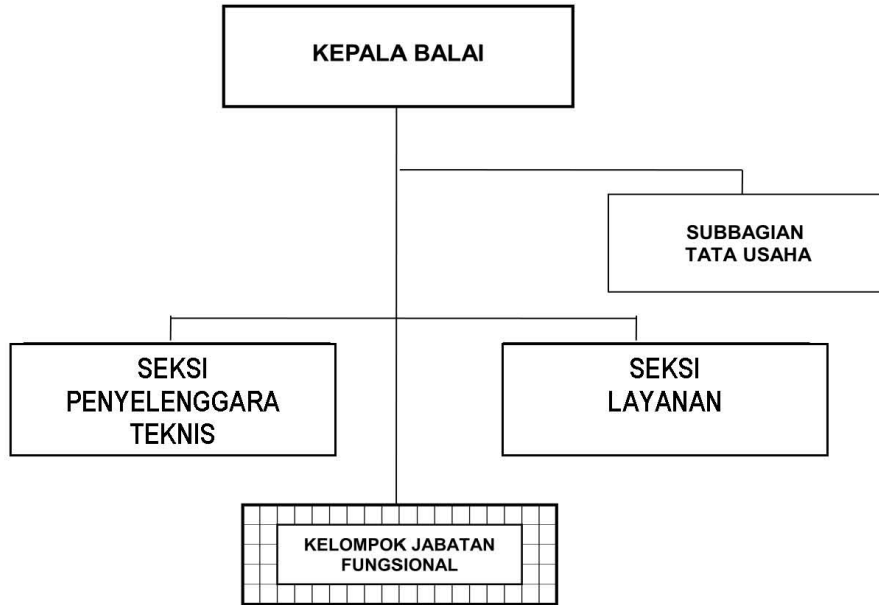 KEPALA BALAI
SUBBAGIAN
TATA USAHA
SEKSI
PENYELENGGARA
TEKNIS
SEKSI
LAYANAN
KELOMPOK JABATAN
FUNGSIONAL